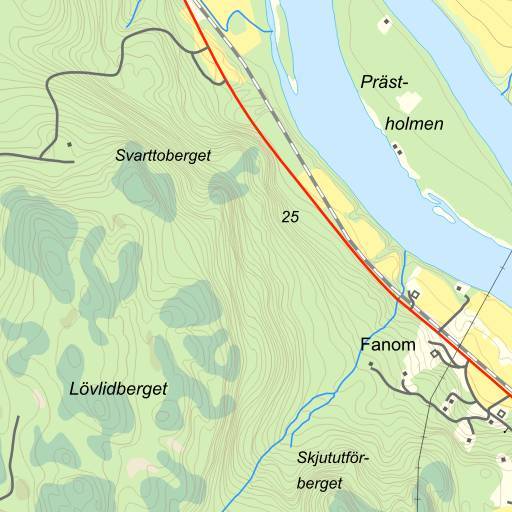 Präst-
holmen
Svarttoberget
25
Fanom
Lövlidberget
Skjututför-
berget